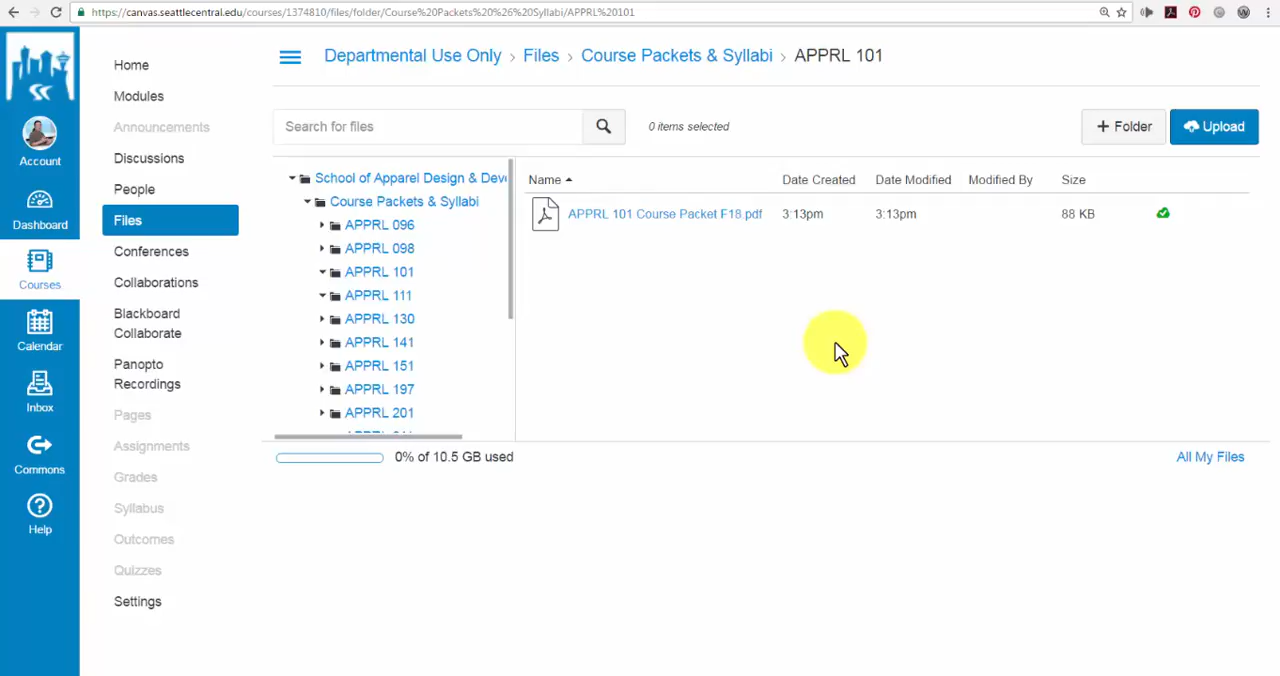 https://canvas.seattlecentral.edu/courses/1374810/files/folder/Course%20Packets%20%26%20Syllabi/APPRL%20101
Account
Dashboard
Courses
Calendar
Inbox
Commons
Help
Home
Modules
Announcements
Discussions
People
Files
Conferences
Collaborations
Blackboard
Collaborate
Panopto
Recordings
Pages
Assignments
Grades
Syllabus
Outcomes
Quizzes
Settings
Departmental Use Only › Files › Course Packets & Syllabi › APPRL 101
Search for files
0 items selected
+ Folder
Upload
School of Apparel Design & Deve
Course Packets & Syllabi
APPRL 096
APPRL 098
APPRL 101
APPRL 111
APPRL 130
APPRL 141
APPRL 151
APPRL 197
APPRL 201
Name Date Created Date Modified Modified By Size
APPRL 101 Course Packet F18.pdf 3:13pm 3:13pm 88 KB
0% of 10.5 GB used
All My Files